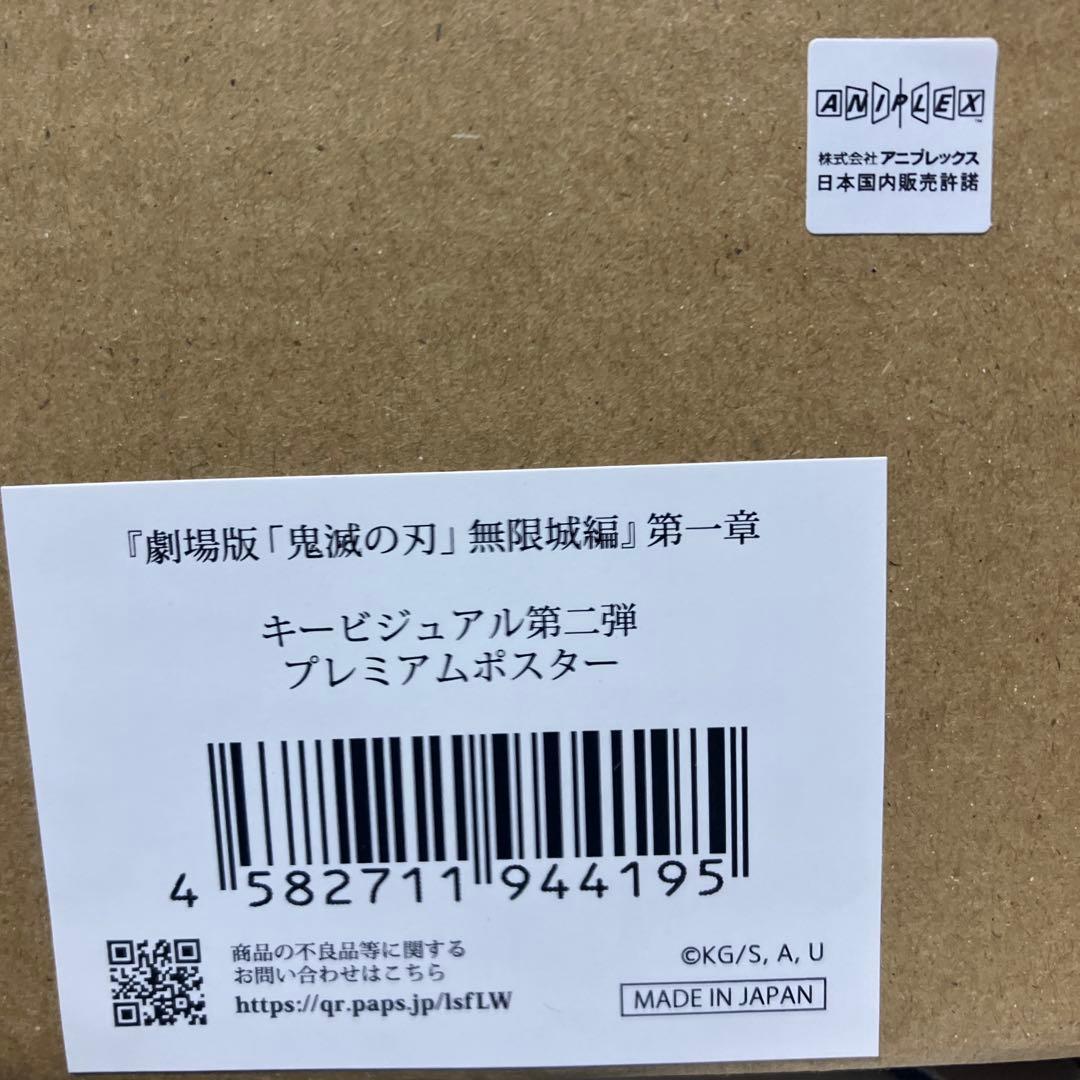 ANIPLEX™
株式会社アニプレックス
日本国内販売許諾
『劇場版「鬼滅の刃」無限城編』第一章
キービジュアル第二弾
プレミアムポスター
4 582711 944195
商品の不良品等に関する
お問い合わせはこちら
https://qr.paps.jp/lsfLW
©KG/S, A, U
MADE IN JAPAN